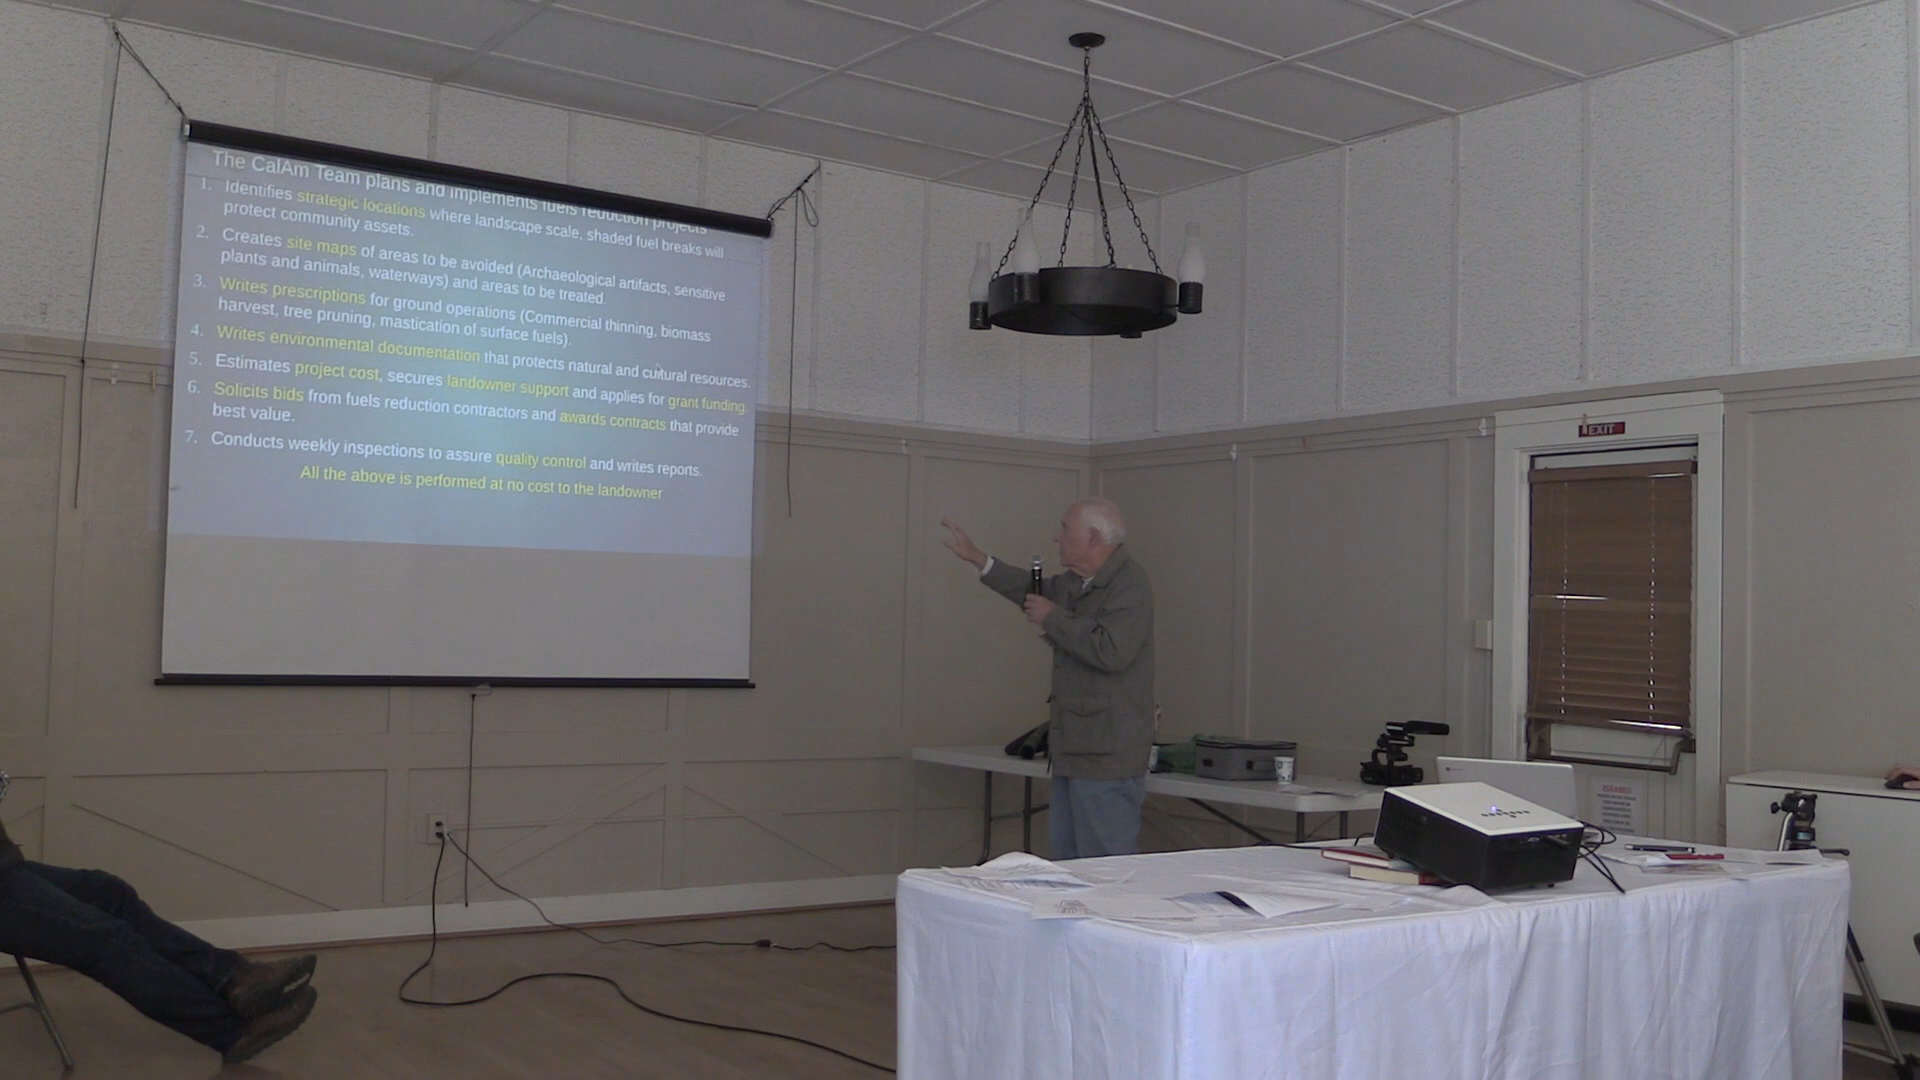 The CalAm Team plans and implements fuels reduction projects
1. Identifies strategic locations where landscape scale, shaded fuel breaks will
protect community assets.
2. Creates site maps of areas to be avoided (Archaeological artifacts, sensitive
plants and animals, waterways) and areas to be treated.
3. Writes prescriptions for ground operations (Commercial thinning, biomass
harvest, tree pruning, mastication of surface fuels).
4. Writes environmental documentation that protects natural and cultural resources.
5. Estimates project cost, secures landowner support and applies for grant funding.
6. Solicits bids from fuels reduction contractors and awards contracts that provide
best value.
7. Conducts weekly inspections to assure quality control and writes reports.
All the above is performed at no cost to the landowner
EXIT